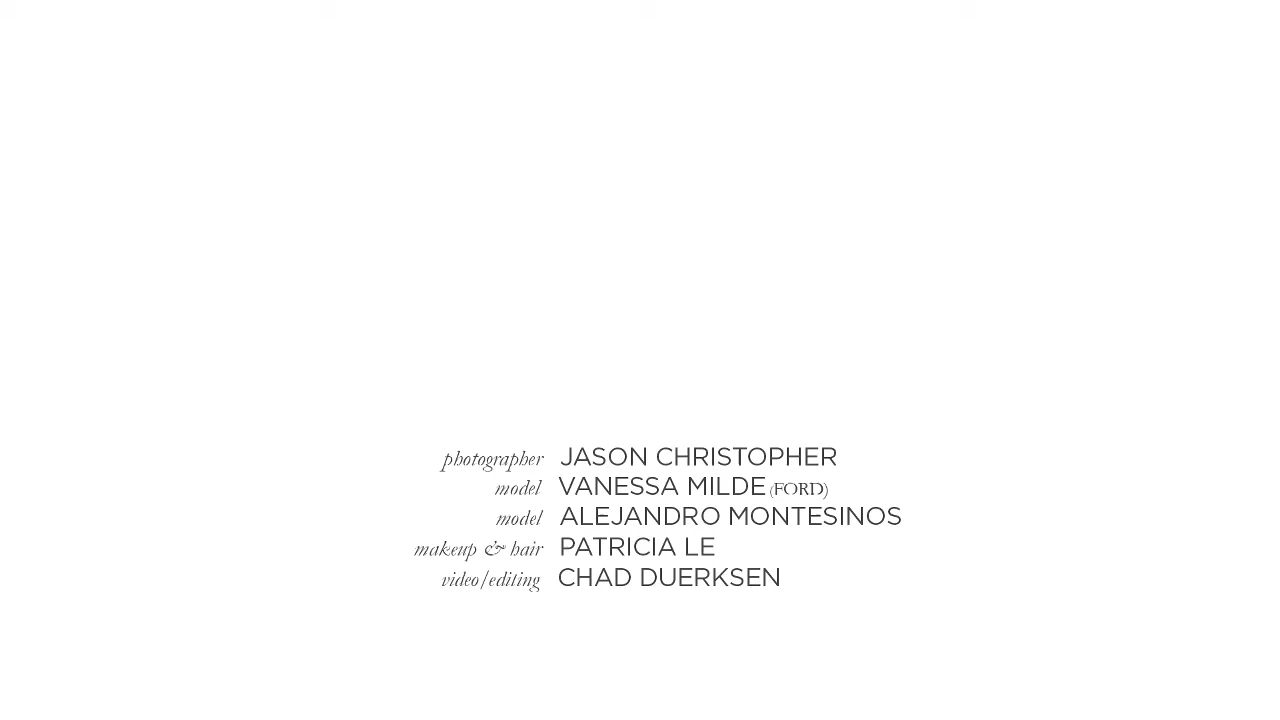 photographer JASON CHRISTOPHER
model VANESSA MILDE (FORD)
model ALEJANDRO MONTESINOS
makeup & hair PATRICIA LE
video/editing CHAD DUERKSEN